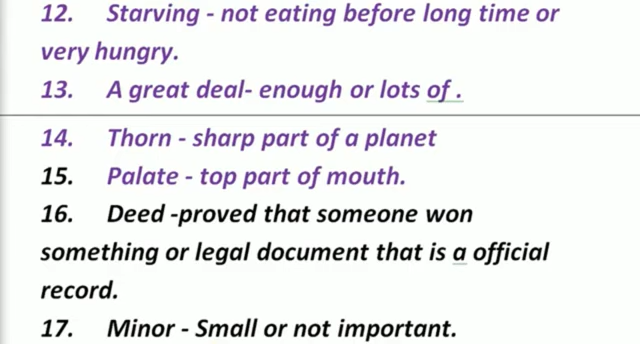 12. Starving - not eating before long time or
very hungry.
13. A great deal- enough or lots of .
14. Thorn - sharp part of a planet
15. Palate - top part of mouth.
16. Deed -proved that someone won
something or legal document that is a official
record.
17. Minor - Small or not important.